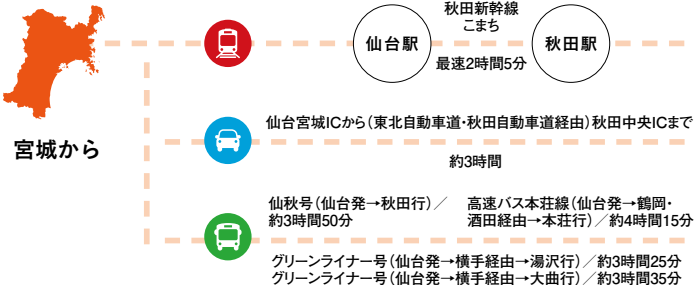 宮城から
秋田新幹線
こまち
仙台駅
秋田駅
最速2時間5分
仙台宮城ICから（東北自動車道・秋田自動車道経由）秋田中央ICまで
約3時間
仙秋号（仙台発→秋田行）／
約3時間50分
高速バス本荘線（仙台発→鶴岡・
酒田経由→本荘行）／約4時間15分
グリーンライナー号（仙台発→横手経由→湯沢行）／約3時間25分
グリーンライナー号（仙台発→横手経由→大曲行）／約3時間35分